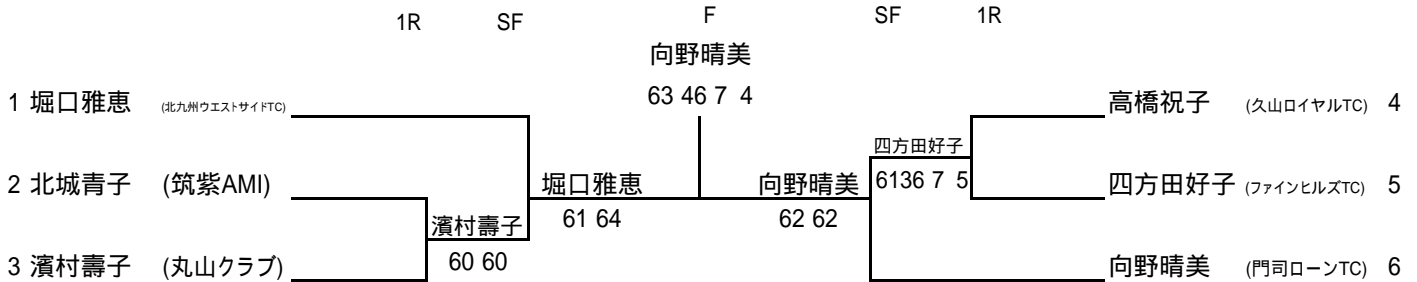 1R SF F SF 1R
向野晴美
63 46 7 4
1 堀口雅恵 (北九州ウエストサイドTC)
高橋祝子 (久山ロイヤルTC) 4
四方田好子
6136 7 5
2 北城青子 (筑紫AMI)
堀口雅恵
61 64
向野晴美
62 62
四方田好子 (ファインヒルズTC) 5
濱村壽子
60 60
3 濱村壽子 (丸山クラブ)
向野晴美 (門司ローンTC) 6